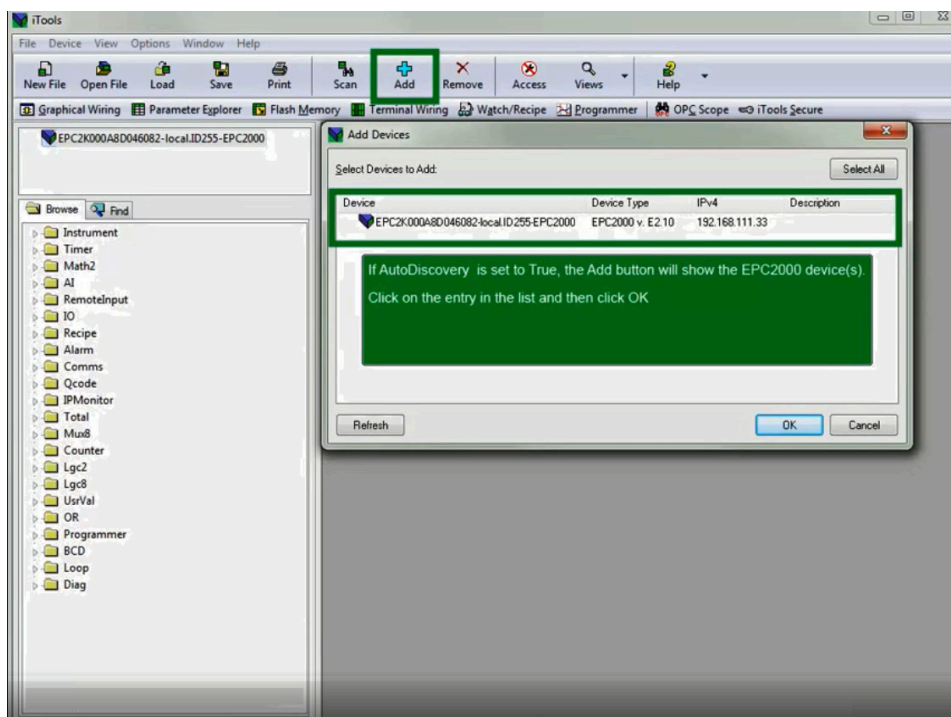 iTools
File Device View Options Window Help
New File Open File Load Save Print Scan Add Remove Access Views Help
Graphical Wiring Parameter Explorer Flash Memory Terminal Wiring Watch/Recipe Programmer OPC Scope iTools Secure
EPC2K000A8D046082-local.ID255-EPC2000
Browse Find
Instrument
Timer
Math2
AI
RemoteInput
IO
Recipe
Alarm
Comms
Qcode
IPMonitor
Total
Mux8
Counter
Lgc2
Lgc8
UsrVal
OR
Programmer
BCD
Loop
Diag
Add Devices
Select Devices to Add:
Select All
Device Device Type IPv4 Description
EPC2K000A8D046082-local.ID255-EPC2000 EPC2000 v. E2.10 192.168.111.33
If AutoDiscovery is set to True, the Add button will show the EPC2000 device(s).
Click on the entry in the list and then click OK
Refresh OK Cancel